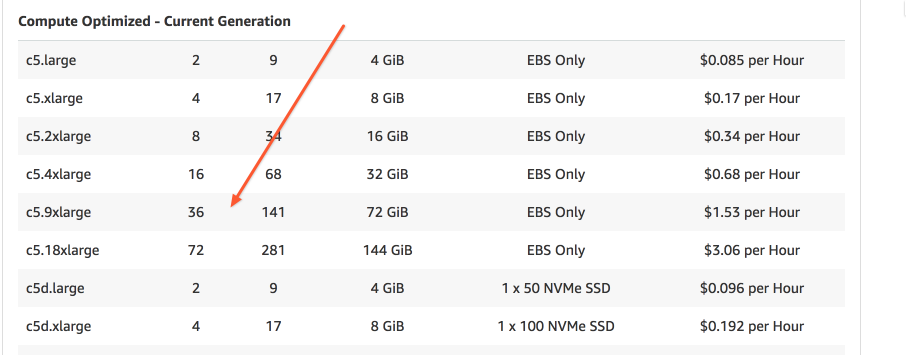 Compute Optimized - Current Generation
c5.large 2 9 4 GiB EBS Only $0.085 per Hour
c5.xlarge 4 17 8 GiB EBS Only $0.17 per Hour
c5.2xlarge 8 34 16 GiB EBS Only $0.34 per Hour
c5.4xlarge 16 68 32 GiB EBS Only $0.68 per Hour
c5.9xlarge 36 141 72 GiB EBS Only $1.53 per Hour
c5.18xlarge 72 281 144 GiB EBS Only $3.06 per Hour
c5d.large 2 9 4 GiB 1 x 50 NVMe SSD $0.096 per Hour
c5d.xlarge 4 17 8 GiB 1 x 100 NVMe SSD $0.192 per Hour